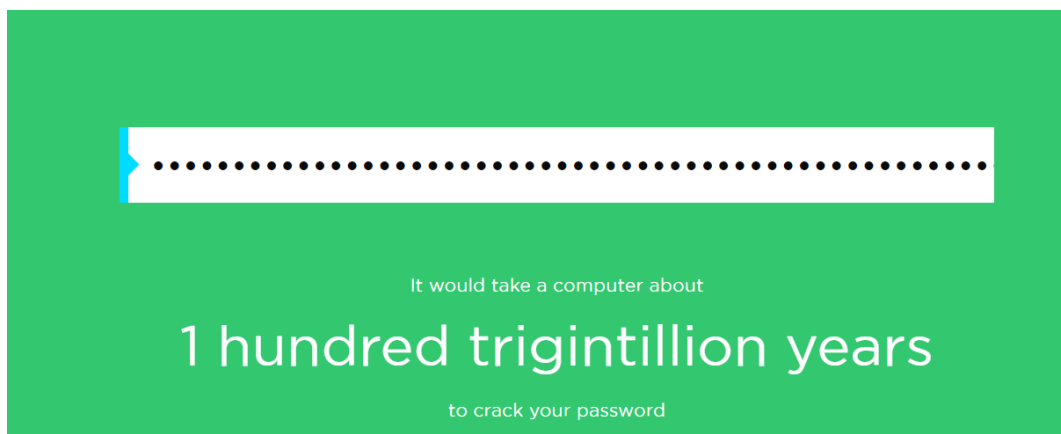 It would take a computer about
1 hundred trigintillion years
to crack your password